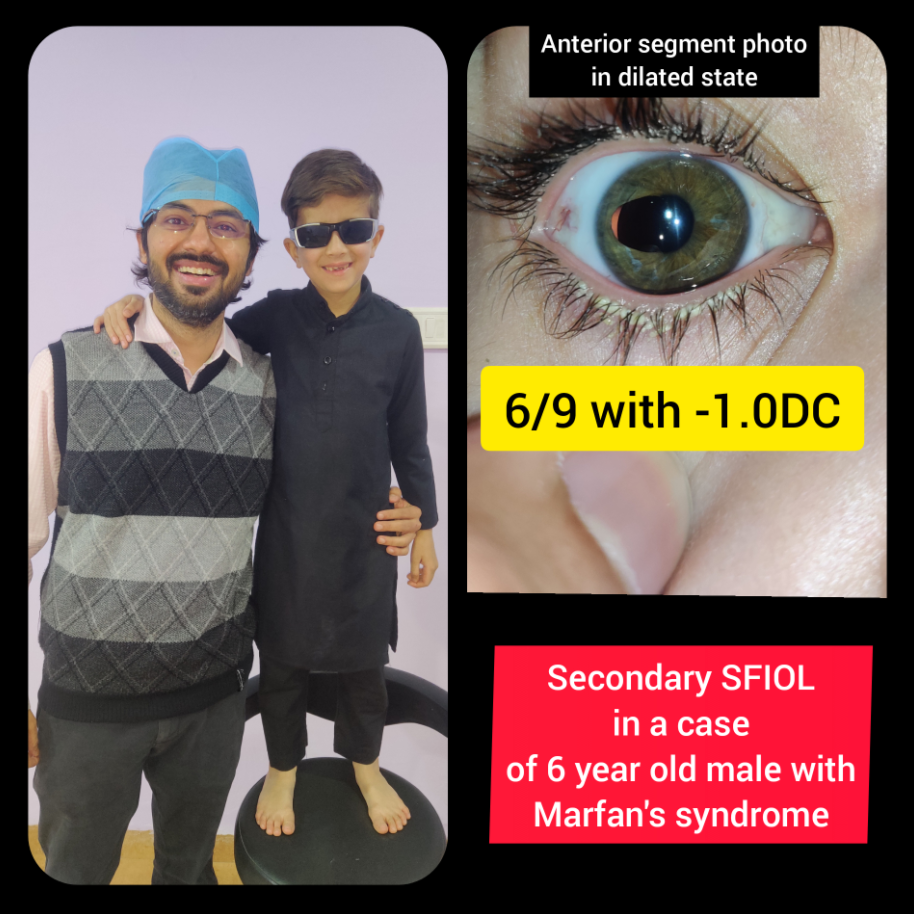 Anterior segment photo
in dilated state
6/9 with -1.0DC
Secondary SFIOL
in a case
of 6 year old male with
Marfan's syndrome